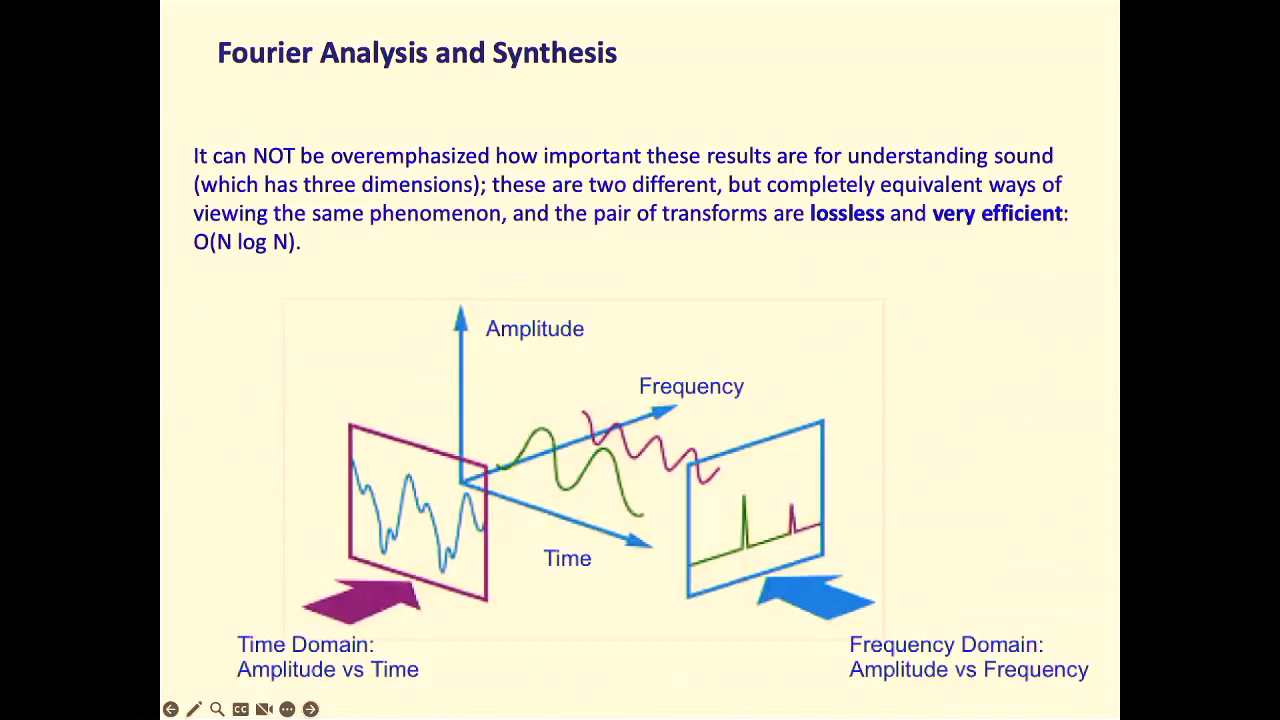 Fourier Analysis and Synthesis
It can NOT be overemphasized how important these results are for understanding sound
(which has three dimensions); these are two different, but completely equivalent ways of
viewing the same phenomenon, and the pair of transforms are lossless and very efficient:
O(N log N).
Amplitude
Frequency
Time
Time Domain:
Amplitude vs Time
Frequency Domain:
Amplitude vs Frequency
CC